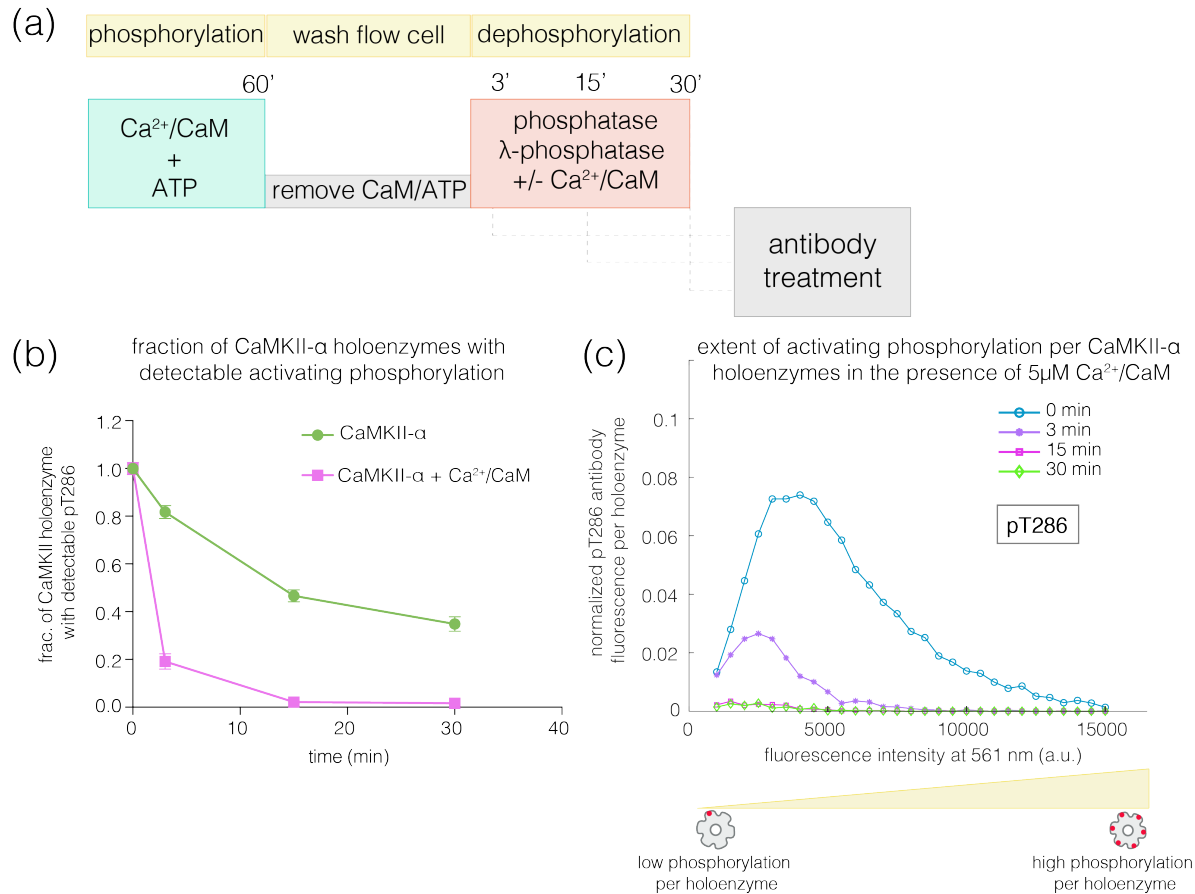 (a)
phosphorylation
wash flow cell
dephosphorylation
60’
3’
15’
30’
Ca²⁺/CaM
+
ATP
remove CaM/ATP
phosphatase
λ-phosphatase
+/- Ca²⁺/CaM
antibody
treatment
(b)
fraction of CaMKII-α holoenzymes with
detectable activating phosphorylation
frac. of CaMKII holoenzyme
with detectable pT286
1.2
1.0
0.8
0.6
0.4
0.2
0.0
0
10
20
30
40
time (min)
CaMKII-α
CaMKII-α + Ca²⁺/CaM
(c)
extent of activating phosphorylation per CaMKII-α
holoenzymes in the presence of 5µM Ca²⁺/CaM
normalized pT286 antibody
fluorescence per holoenzyme
0.1
0.08
0.06
0.04
0.02
0
0
5000
10000
15000
fluorescence intensity at 561 nm (a.u.)
0 min
3 min
15 min
30 min
pT286
low phosphorylation
per holoenzyme
high phosphorylation
per holoenzyme